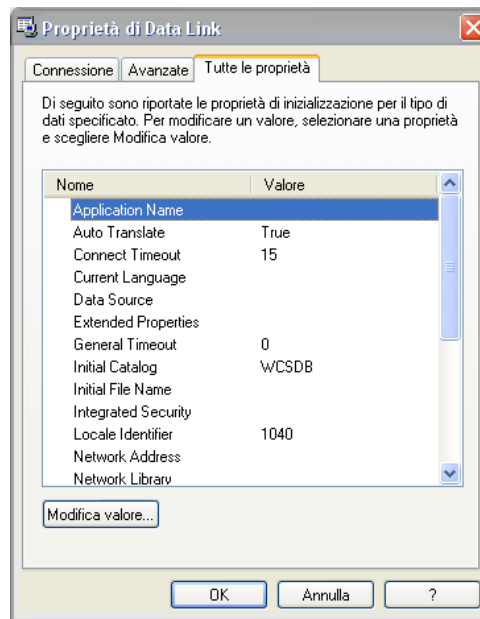 Proprietà di Data Link
Connessione Avanzate Tutte le proprietà
Di seguito sono riportate le proprietà di inizializzazione per il tipo di
dati specificato. Per modificare un valore, selezionare una proprietà
e scegliere Modifica valore.
Nome Valore
Application Name
Auto Translate True
Connect Timeout 15
Current Language
Data Source
Extended Properties
General Timeout 0
Initial Catalog WCSDB
Initial File Name
Integrated Security
Locale Identifier 1040
Network Address
Network Library
Modifica valore...
OK Annulla ?